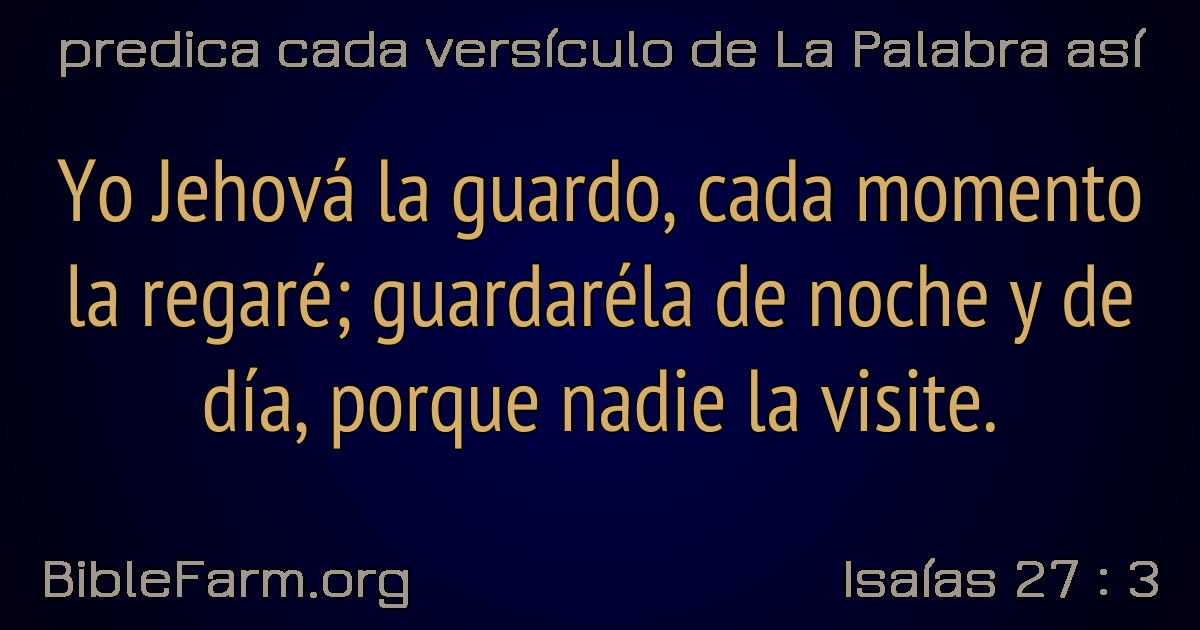 predica cada versículo de La Palabra así
Yo Jehová la guardo, cada momento
la regaré; guardaréla de noche y de
día, porque nadie la visite.
BibleFarm.org
Isaías 27 : 3